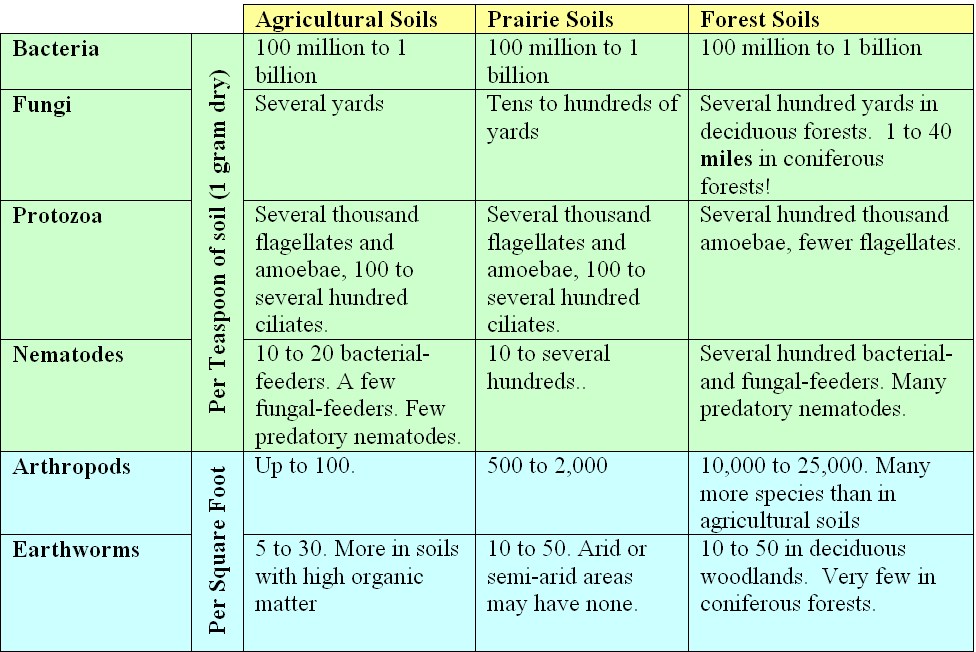 Agricultural Soils
Prairie Soils
Forest Soils
Per Teaspoon of soil (1 gram dry)
Bacteria
100 million to 1
billion
100 million to 1
billion
100 million to 1 billion
Fungi
Several yards
Tens to hundreds of
yards
Several hundred yards in
deciduous forests.  1 to 40
miles in coniferous
forests!
Protozoa
Several thousand
flagellates and
amoebae, 100 to
several hundred
ciliates.
Several thousand
flagellates and
amoebae, 100 to
several hundred
ciliates.
Several hundred thousand
amoebae, fewer flagellates.
Nematodes
10 to 20 bacterial-
feeders. A few
fungal-feeders. Few
predatory nematodes.
10 to several
hundreds..
Several hundred bacterial-
and fungal-feeders. Many
predatory nematodes.
Per Square Foot
Arthropods
Up to 100.
500 to 2,000
10,000 to 25,000. Many
more species than in
agricultural soils
Earthworms
5 to 30. More in soils
with high organic
matter
10 to 50. Arid or
semi-arid areas
may have none.
10 to 50 in deciduous
woodlands.  Very few in
coniferous forests.